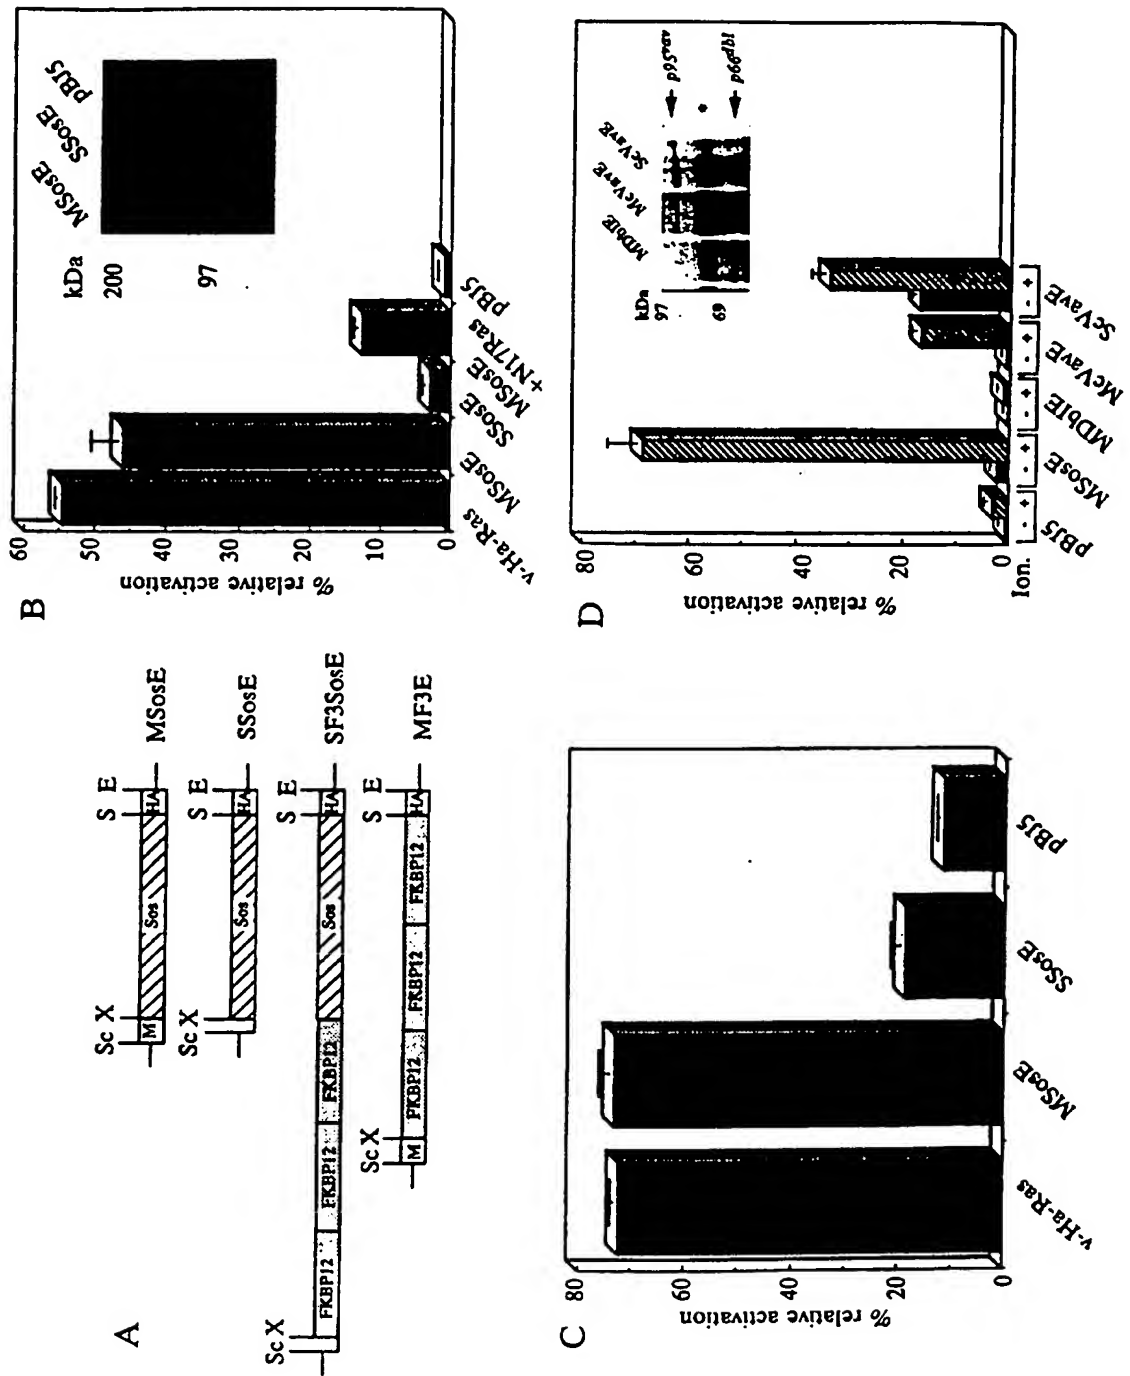 A
Sc X
S E
M
Sos
HA
MSosE
Sc X
S E
Sos
HA
SSosE
Sc X
S E
FKBP12
FKBP12
FKBP12
Sos
HA
SF3SosE
Sc X
S E
M
FKBP12
FKBP12
FKBP12
HA
MF3E
B
% relative activation
60
50
40
30
20
10
0
v-Ha-Ras
MSosE
SSosE
MSosE
+N17Ras
pBJ5
kDa
200
97
MSosE
SSosE
pBJ5
C
% relative activation
80
60
40
20
0
v-Ha-Ras
MSosE
SSosE
pBJ5
D
% relative activation
80
60
40
20
0
Ion.
- + - + - + - + - +
pBJ5
MSosE
MDblE
McVavE
ScVavE
kDa
97
69
MDblE
McVavE
ScVavE
p95vav
*
p66dbl